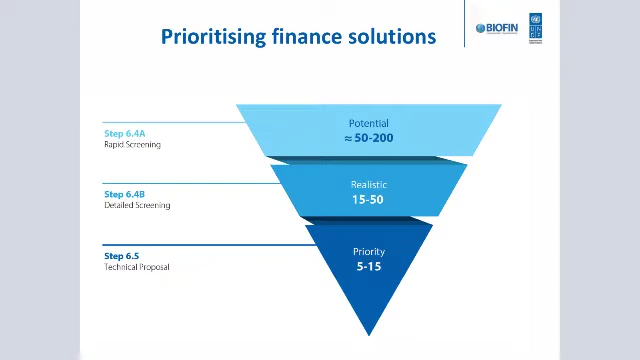 Prioritising finance solutions
BIOFIN
U N
D P
Step 6.4A
Rapid Screening
Potential
≈ 50-200
Step 6.4B
Detailed Screening
Realistic
15-50
Step 6.5
Technical Proposal
Priority
5-15